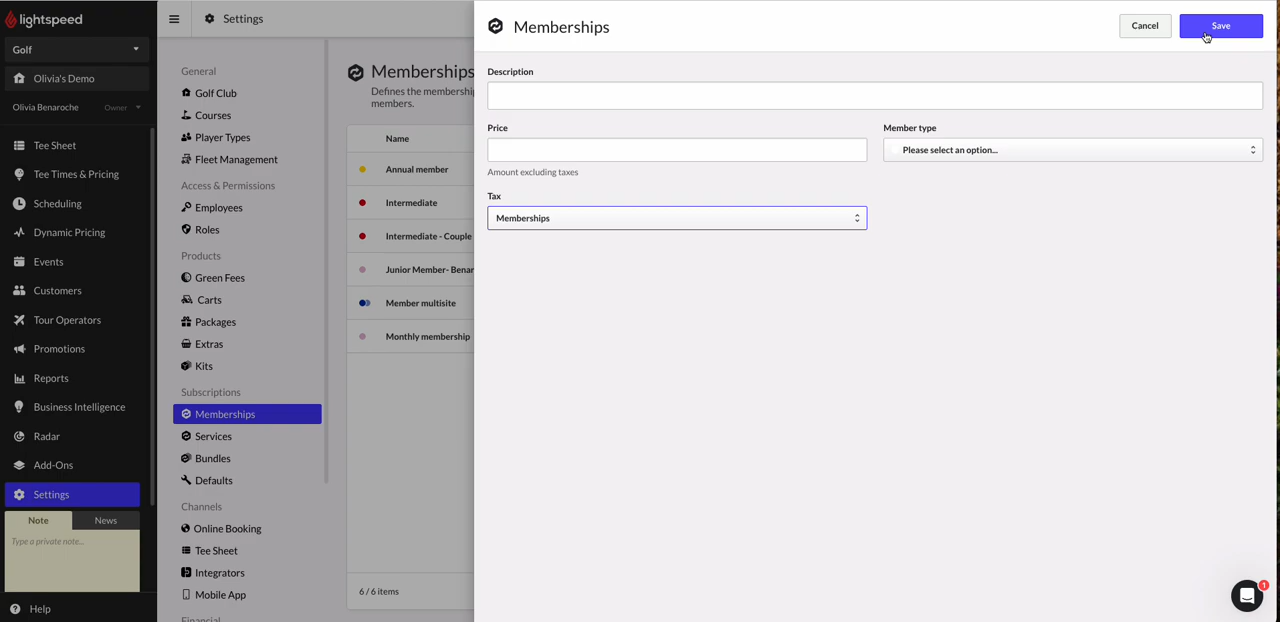 lightspeed
Golf
Olivia's Demo
Olivia Benaroche Owner
Tee Sheet
Tee Times & Pricing
Scheduling
Dynamic Pricing
Events
Customers
Tour Operators
Promotions
Reports
Business Intelligence
Radar
Add-Ons
Settings
Note News
Type a private note...
Help
Settings
General
Golf Club
Courses
Player Types
Fleet Management
Access & Permissions
Employees
Roles
Products
Green Fees
Carts
Packages
Extras
Kits
Subscriptions
Memberships
Services
Bundles
Defaults
Channels
Online Booking
Tee Sheet
Integrators
Mobile App
Financial
Memberships
Defines the membership
members.
Name
Annual member
Intermediate
Intermediate - Couple
Junior Member- Benar
Member multisite
Monthly membership
6 / 6 items
Memberships
Cancel Save
Description
Price Member type
Please select an option...
Amount excluding taxes
Tax
Memberships
1